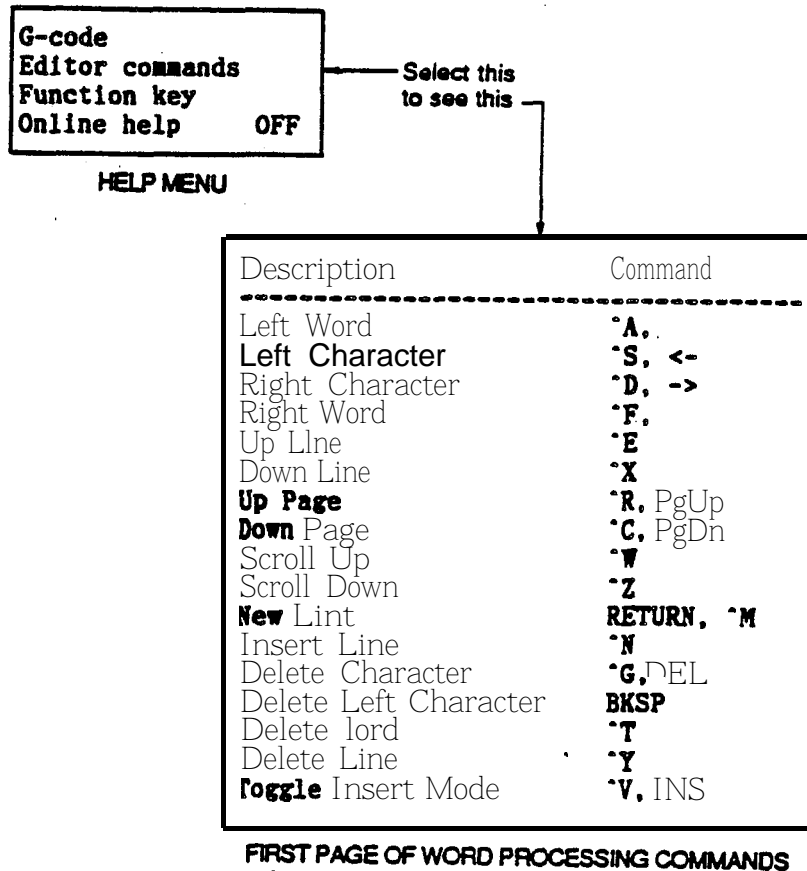 G-code
Editor commands
Function key
Online help OFF
Select this
to see this
HELP MENU
Description Command
Left Word ^A,
Left Character ^S, <-
Right Character ^D, ->
Right Word ^F,
Up LIne ^E
Down Line ^X
Up Page ^R, PgUp
Down Page ^C, PgDn
Scroll Up ^W
Scroll Down ^Z
New Lint RETURN, ^M
Insert Line ^N
Delete Character ^G, DEL
Delete Left Character BKSP
Delete lord ^T
Delete Line ^Y
Toggle Insert Mode ^V, INS
FIRST PAGE OF WORD PROCESSING COMMANDS